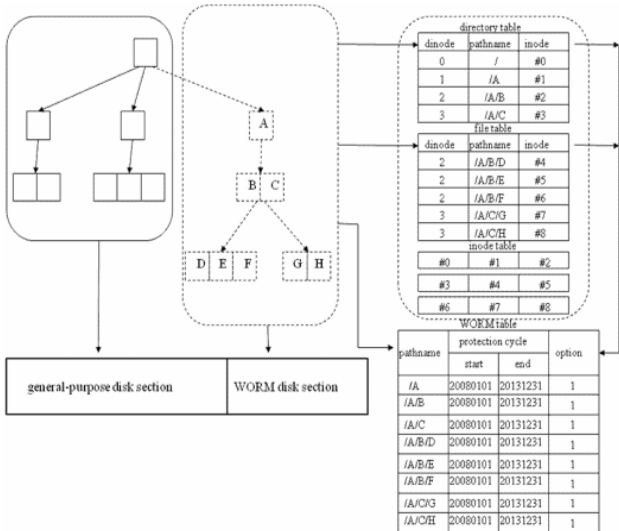 directory table
dinode pathname inode
0 / #0
1 /A #1
2 /A/B #2
3 /A/C #3
file table
dinode pathname inode
2 /A/B/D #4
2 /A/B/E #5
2 /A/B/F #6
3 /A/C/G #7
3 /A/C/H #8
inode table
#0 #1 #2
#3 #4 #5
#6 #7 #8
A
B C
D E F G H
general-purpose disk section WORM disk section
WORM table
pathname protection cycle option
start end
/A 20080101 20131231 1
/A/B 20080101 20131231 1
/A/C 20080101 20131231 1
/A/B/D 20080101 20131231 1
/A/B/E 20080101 20131231 1
/A/B/F 20080101 20131231 1
/A/C/G 20080101 20131231 1
/A/C/H 20080101 20131231 1